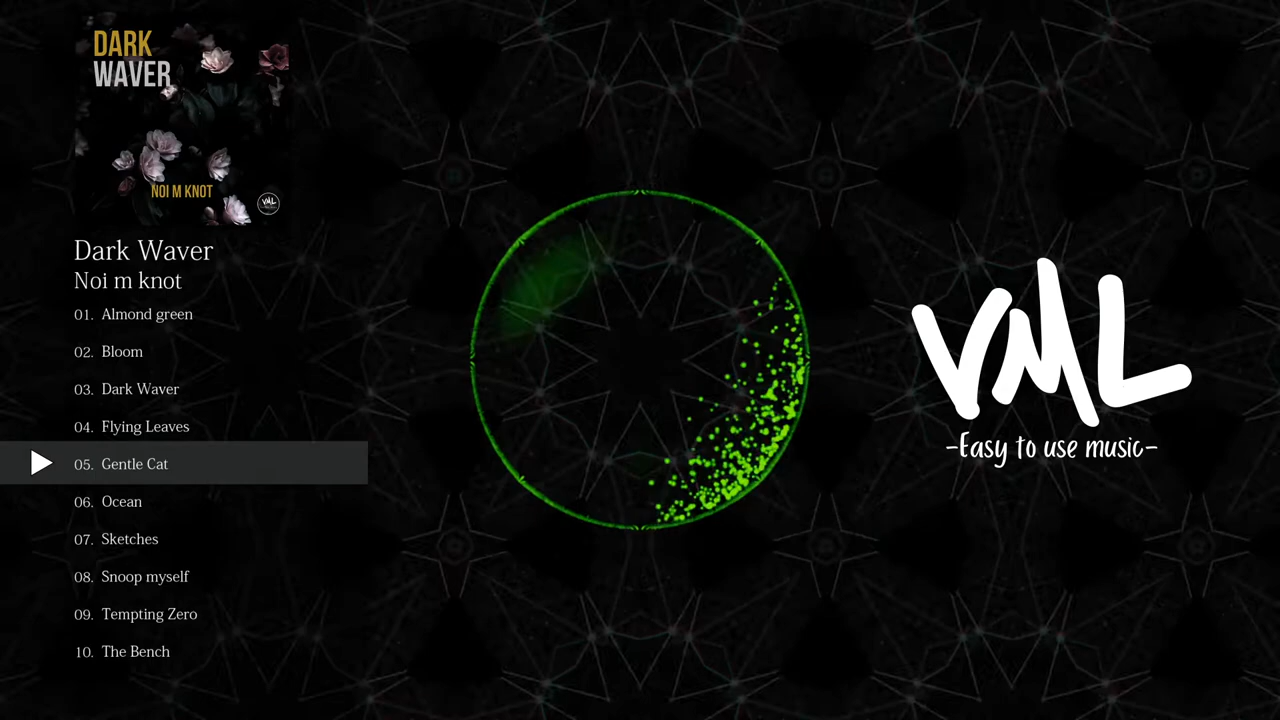 DARK
WAVER
NOI M KNOT
VML
Dark Waver
Noi m knot
01. Almond green
02. Bloom
03. Dark Waver
04. Flying Leaves
05. Gentle Cat
06. Ocean
07. Sketches
08. Snoop myself
09. Tempting Zero
10. The Bench
VML
-Easy to use music-